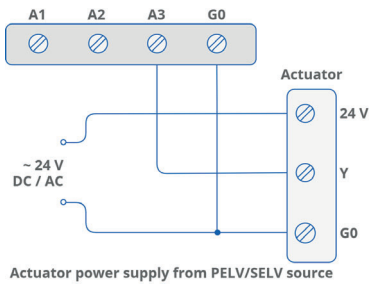 A1 A2 A3 G0
Actuator
24 V
~ 24 V
DC / AC
Y
G0
Actuator power supply from PELV/SELV source